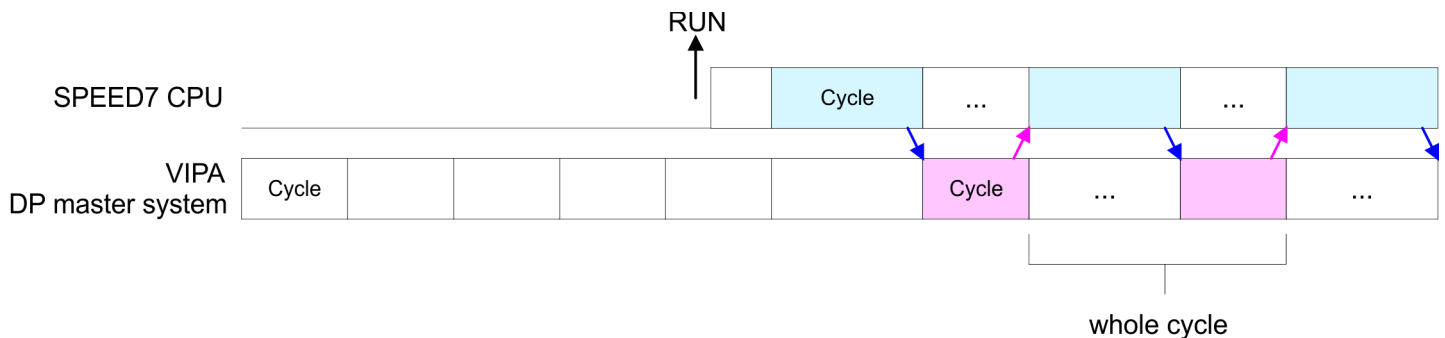 RUN
SPEED7 CPU
Cycle
...
...
VIPA
DP master system
Cycle
Cycle
...
...
whole cycle